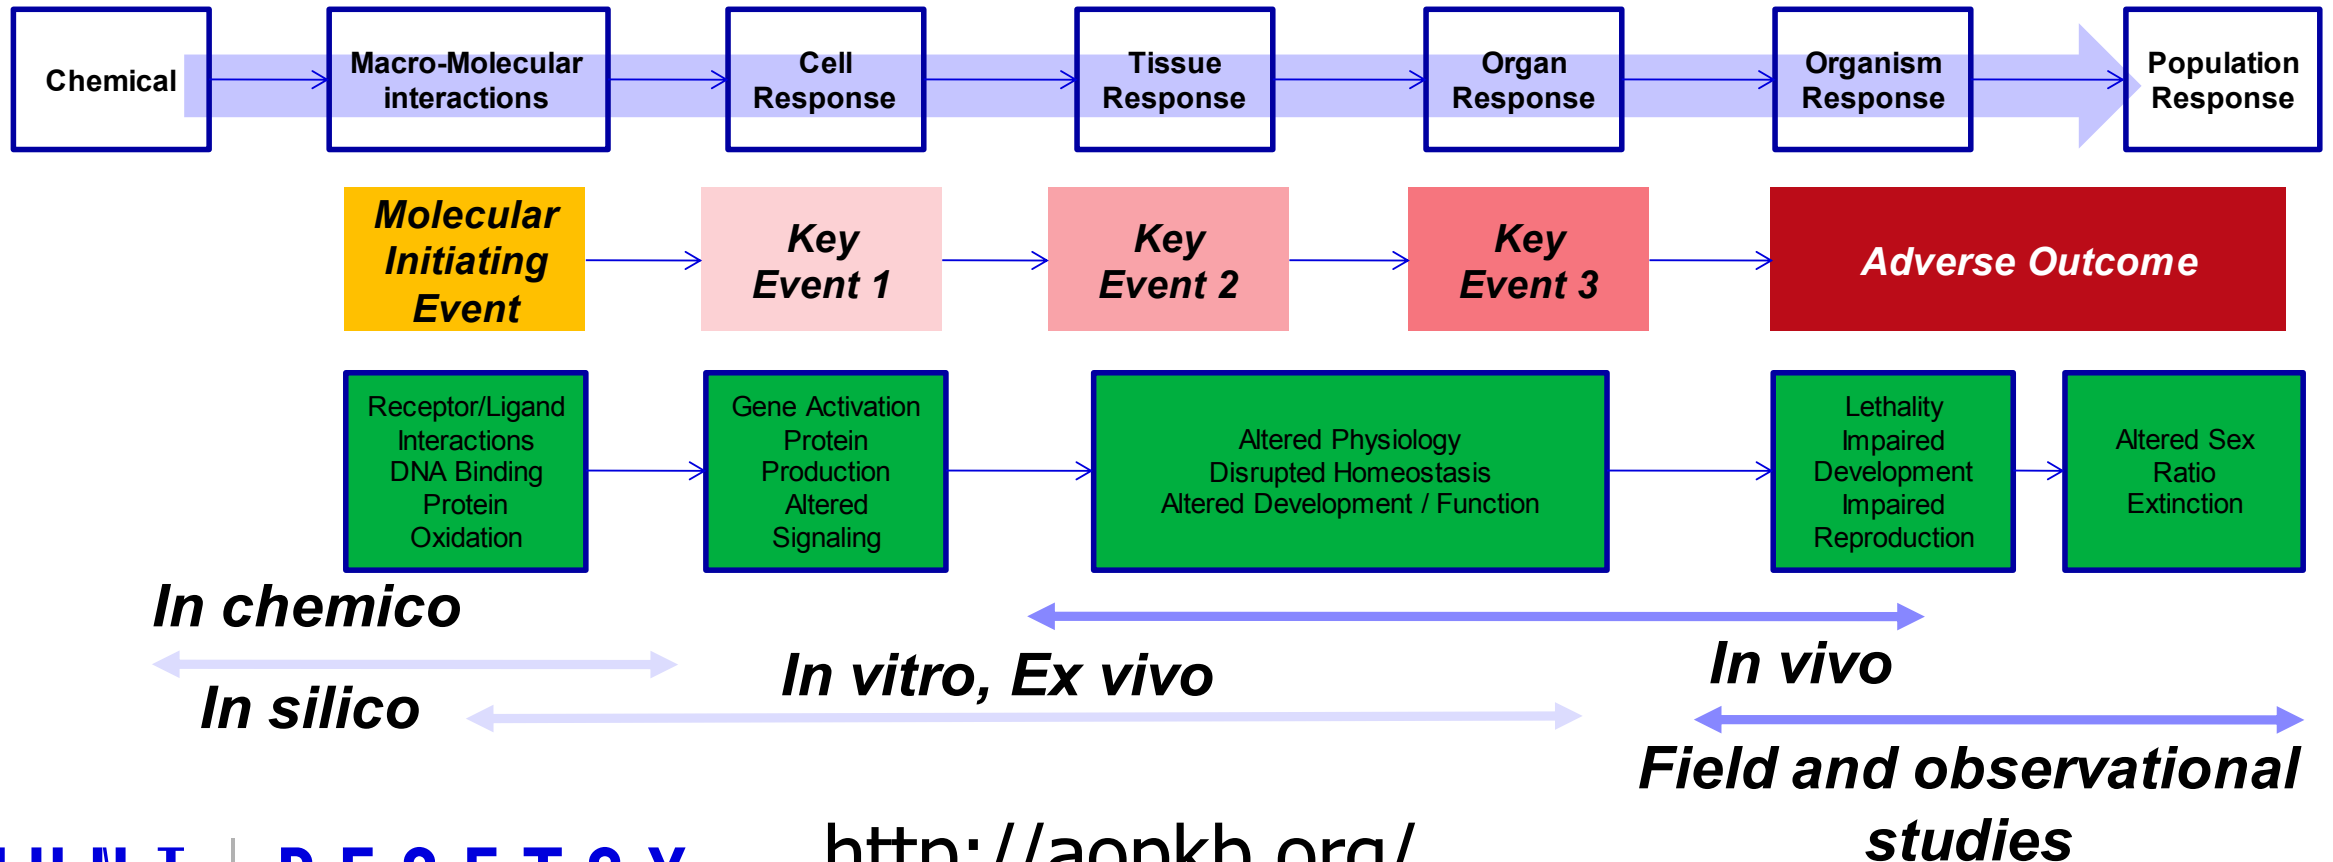 Chemical
Macro-Molecular
interactions
Cell
Response
Tissue
Response
Organ
Response
Organism
Response
Population
Response
Molecular
Initiating
Event
Key
Event 1
Key
Event 2
Key
Event 3
Adverse Outcome
Receptor/Ligand
Interactions
DNA Binding
Protein
Oxidation
Gene Activation
Protein
Production
Altered
Signaling
Altered Physiology
Disrupted Homeostasis
Altered Development / Function
Lethality
Impaired
Development
Impaired
Reproduction
Altered Sex
Ratio
Extinction
In chemico
In silico
In vitro, Ex vivo
In vivo
Field and observational
studies
http://aopkb.org/